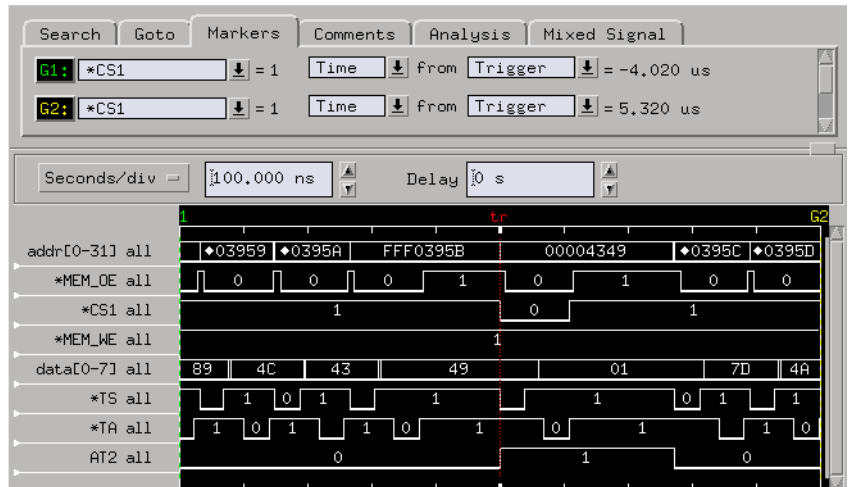 Search Goto Markers Comments Analysis Mixed Signal
G1: *CS1 = 1 Time from Trigger = -4.020 us
G2: *CS1 = 1 Time from Trigger = 5.320 us
Seconds/div 100.000 ns Delay 0 s
1 tr G2
addr[0-31] all ◆03959 ◆0395A FFF0395B 00004349 ◆0395C ◆0395D
*MEM_OE all 0 0 0 1 0 1 0 0
*CS1 all 1 0 1
*MEM_WE all 1
data[0-7] all 89 4C 43 49 01 7D 4A
*TS all 1 0 1 1 1 0 1 1
*TA all 1 0 1 1 0 1 0 1 1 0
AT2 all 0 1 0